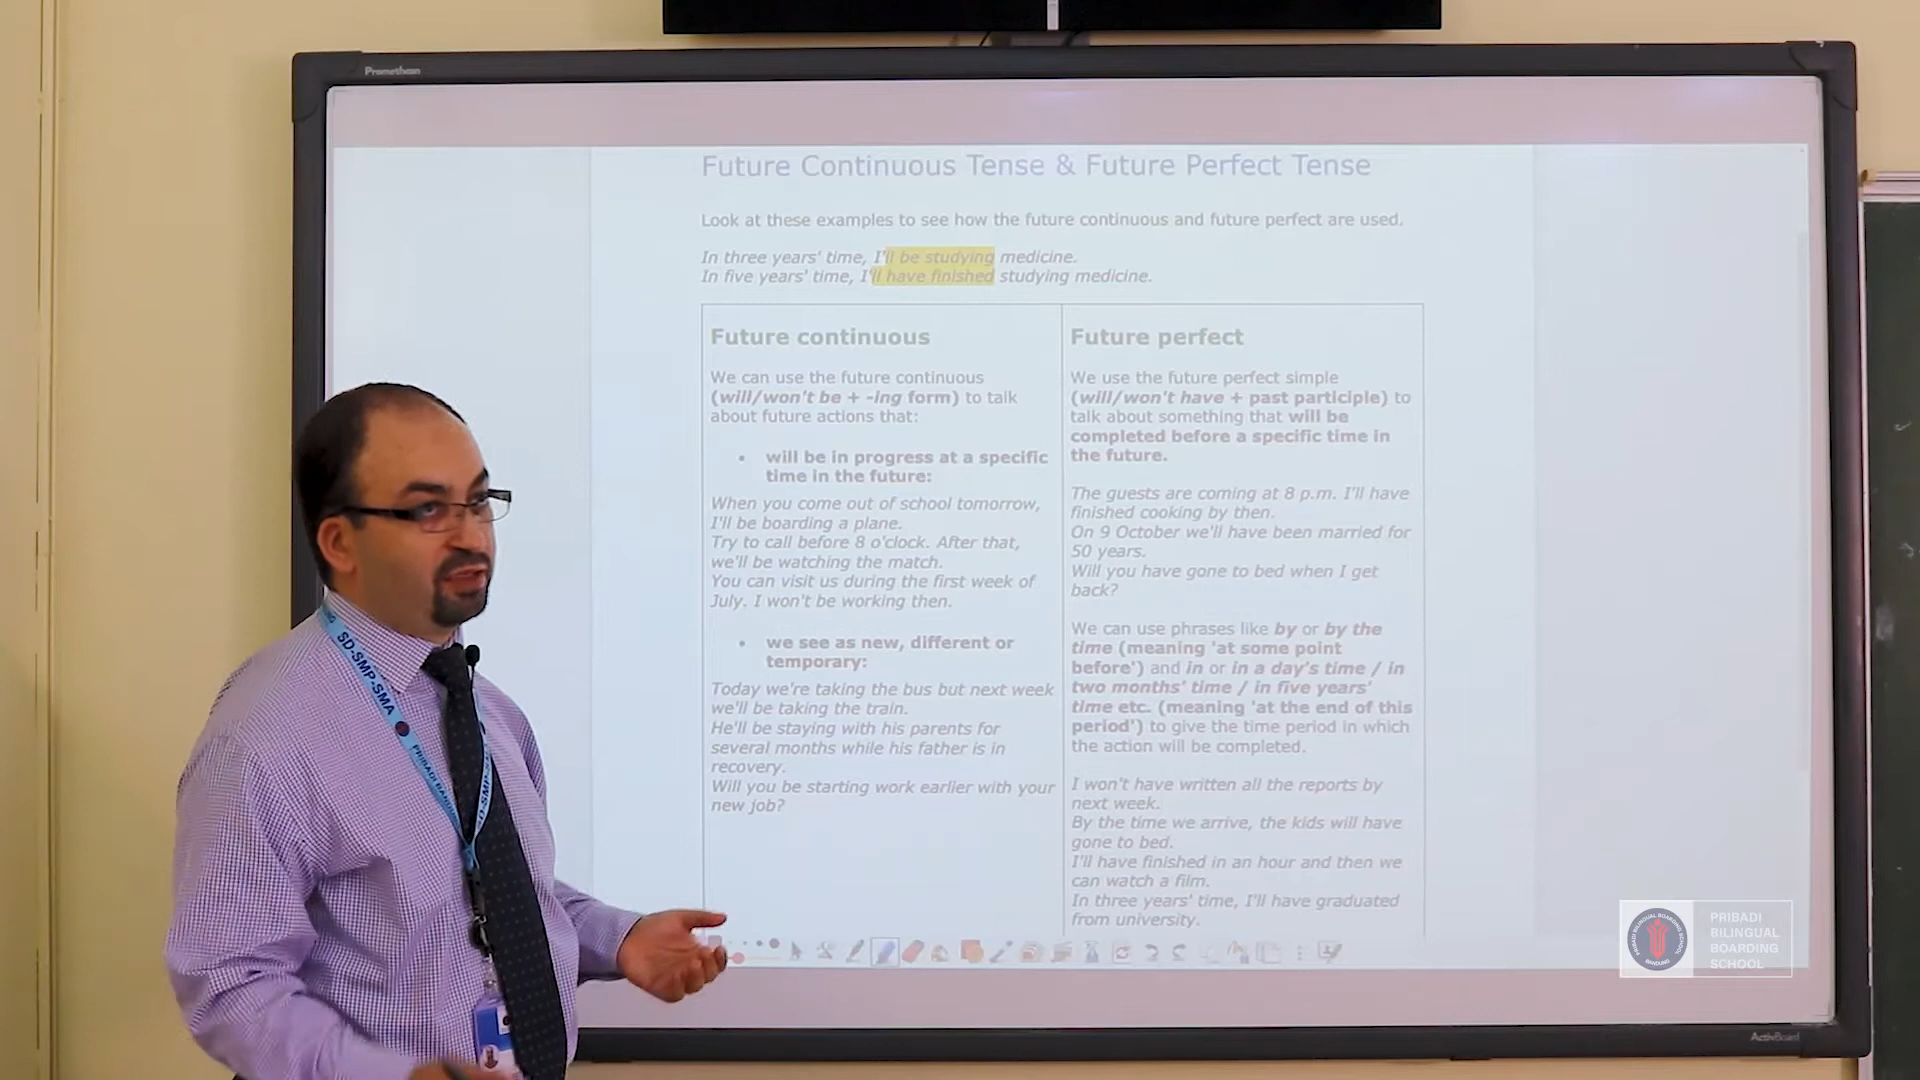 Promethean
Future Continuous Tense & Future Perfect Tense
Look at these examples to see how the future continuous and future perfect are used.
In three years' time, I'll be studying medicine.
In five years' time, I'll have finished studying medicine.
Future continuous
We can use the future continuous
(will/won't be + -ing form) to talk
about future actions that:
• will be in progress at a specific
time in the future:
When you come out of school tomorrow,
I'll be boarding a plane.
Try to call before 8 o'clock. After that,
we'll be watching the match.
You can visit us during the first week of
July. I won't be working then.
• we see as new, different or
temporary:
Today we're taking the bus but next week
we'll be taking the train.
He'll be staying with his parents for
several months while his father is in
recovery.
Will you be starting work earlier with your
new job?
Future perfect
We use the future perfect simple
(will/won't have + past participle) to
talk about something that will be
completed before a specific time in
the future.
The guests are coming at 8 p.m. I'll have
finished cooking by then.
On 9 October we'll have been married for
50 years.
Will you have gone to bed when I get
back?
We can use phrases like by or by the
time (meaning 'at some point
before') and in or in a day's time / in
two months' time / in five years'
time etc. (meaning 'at the end of this
period') to give the time period in which
the action will be completed.
I won't have written all the reports by
next week.
By the time we arrive, the kids will have
gone to bed.
I'll have finished in an hour and then we
can watch a film.
In three years' time, I'll have graduated
from university.
SD-SMP-SMA
PRIBADI
SD-SMP-S
PRIBADI BILINGUAL BOARDING SCHOOL
BANDUNG
PRIBADI
BILINGUAL
BOARDING
SCHOOL
ActivBoard